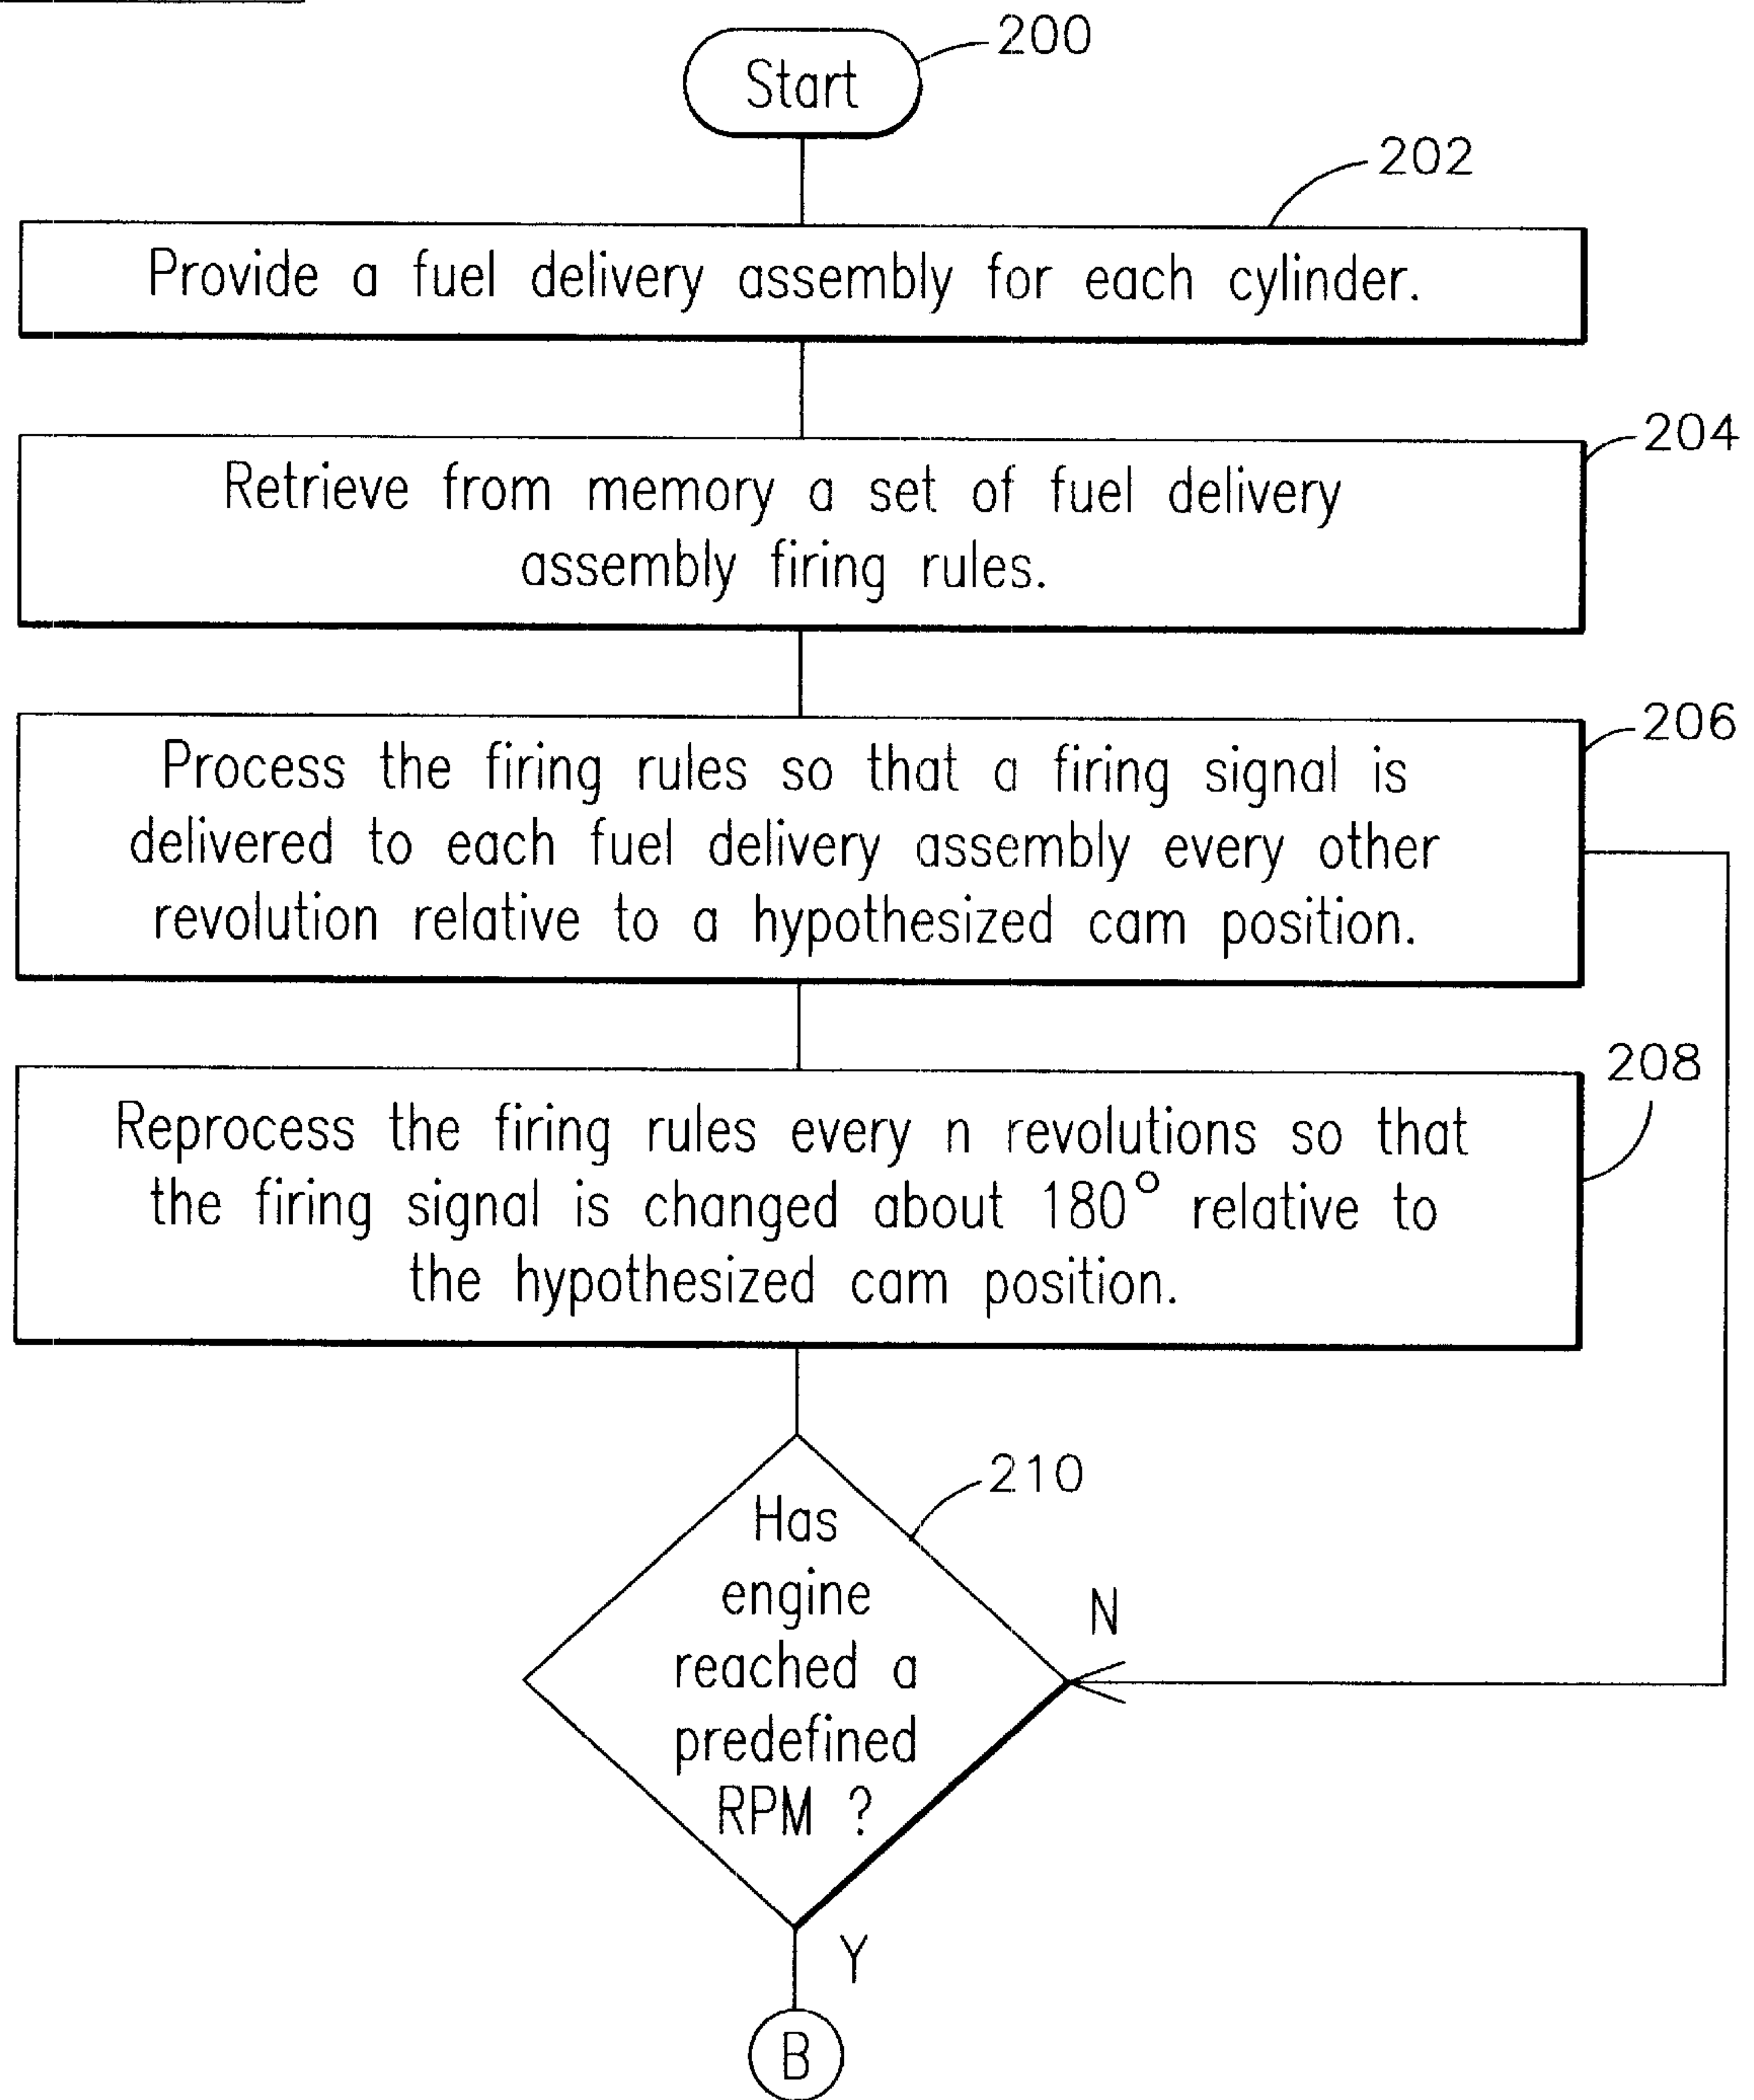 200
Start
202
Provide a fuel delivery assembly for each cylinder.
204
Retrieve from memory a set of fuel delivery
assembly firing rules.
206
Process the firing rules so that a firing signal is
delivered to each fuel delivery assembly every other
revolution relative to a hypothesized cam position.
208
Reprocess the firing rules every n revolutions so that
the firing signal is changed about 180° relative to
the hypothesized cam position.
210
Has
engine
reached a
predefined
RPM ?
N
Y
B